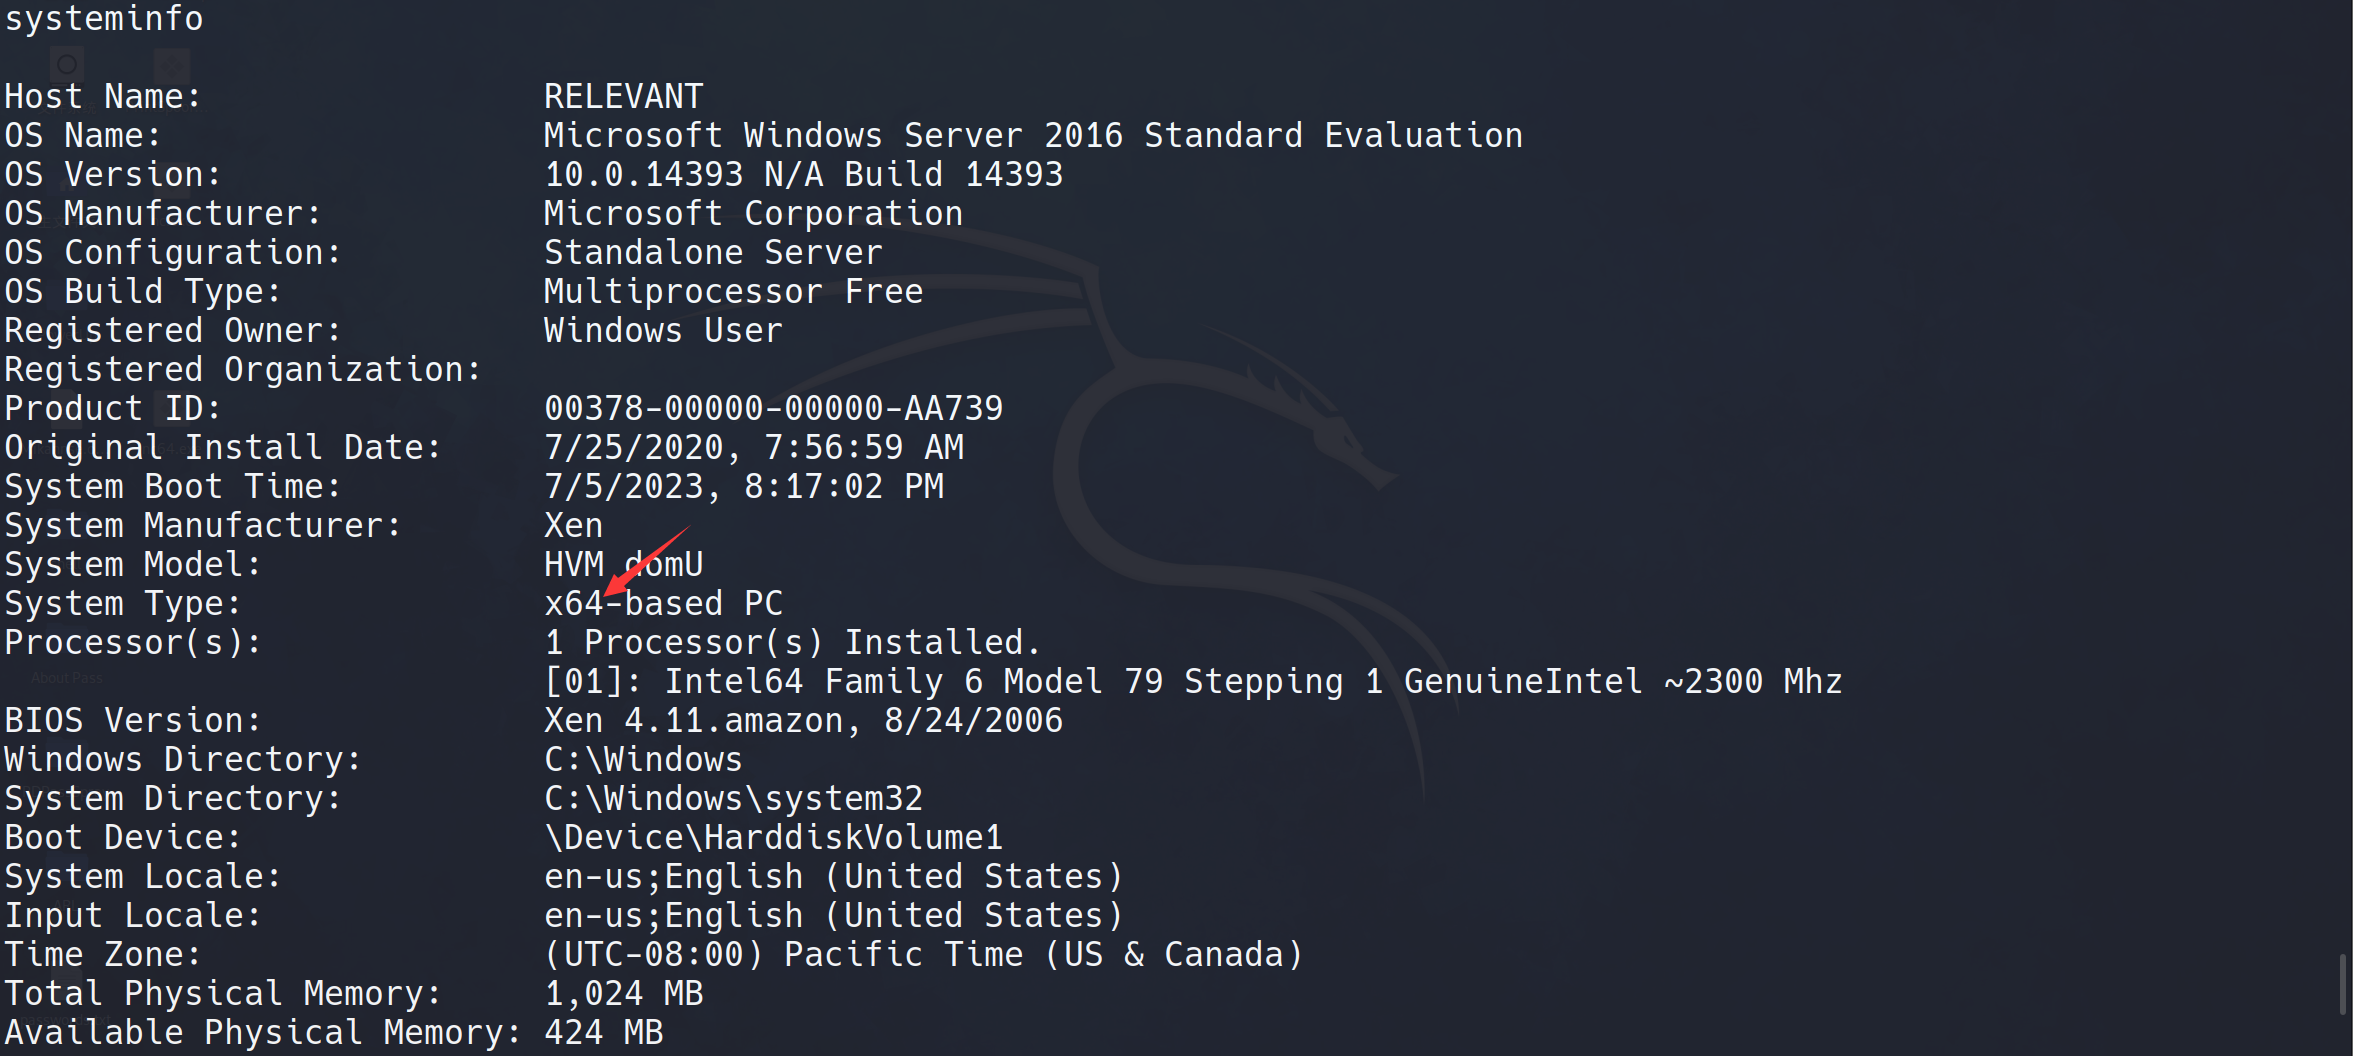 systeminfo
Host Name: RELEVANT
OS Name: Microsoft Windows Server 2016 Standard Evaluation
OS Version: 10.0.14393 N/A Build 14393
OS Manufacturer: Microsoft Corporation
OS Configuration: Standalone Server
OS Build Type: Multiprocessor Free
Registered Owner: Windows User
Registered Organization:
Product ID: 00378-00000-00000-AA739
Original Install Date: 7/25/2020, 7:56:59 AM
System Boot Time: 7/5/2023, 8:17:02 PM
System Manufacturer: Xen
System Model: HVM domU
System Type: x64-based PC
Processor(s): 1 Processor(s) Installed.
[01]: Intel64 Family 6 Model 79 Stepping 1 GenuineIntel ~2300 Mhz
About Pass
BIOS Version: Xen 4.11.amazon, 8/24/2006
Windows Directory: C:\Windows
System Directory: C:\Windows\system32
Boot Device: \Device\HarddiskVolume1
System Locale: en-us;English (United States)
Input Locale: en-us;English (United States)
Time Zone: (UTC-08:00) Pacific Time (US & Canada)
Total Physical Memory: 1,024 MB
Available Physical Memory: 424 MB